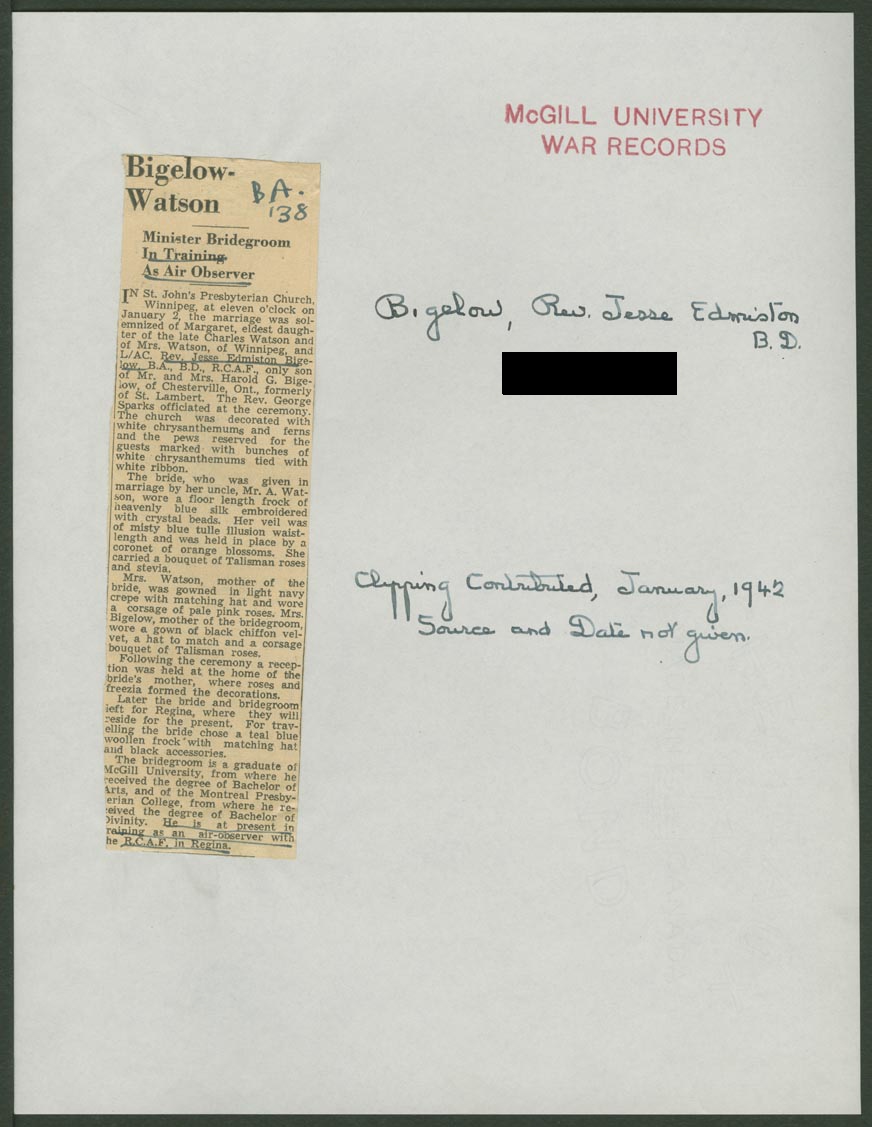 McGILL UNIVERSITY
WAR RECORDS
Bigelow-
Watson
BA.
'38
Minister Bridegroom
In Training
As Air Observer
IN St. John's Presbyterian Church,
Winnipeg, at eleven o'clock on
January 2, the marriage was sol-
emnized of Margaret, eldest daugh-
ter of the late Charles Watson and
of Mrs. Watson, of Winnipeg, and
L/AC. Rev. Jesse Edmiston Bige-
low, B.A., B.D., R.C.A.F., only son
of Mr. and Mrs. Harold G. Bige-
low, of Chesterville, Ont., formerly
of St. Lambert. The Rev. George
Sparks officiated at the ceremony.
The church was decorated with
white chrysanthemums and ferns
and the pews reserved for the
guests marked with bunches of
white chrysanthemums tied with
white ribbon.
The bride, who was given in
marriage by her uncle, Mr. A. Wat-
son, wore a floor length frock of
heavenly blue silk embroidered
with crystal beads. Her veil was
of misty blue tulle illusion waist-
length and was held in place by a
coronet of orange blossoms. She
carried a bouquet of Talisman roses
and stevia.
Mrs. Watson, mother of the
bride, was gowned in light navy
crepe with matching hat and wore
a corsage of pale pink roses. Mrs.
Bigelow, mother of the bridegroom,
wore a gown of black chiffon vel-
vet, a hat to match and a corsage
bouquet of Talisman roses.
Following the ceremony a recep-
tion was held at the home of the
bride's mother, where roses and
freezia formed the decorations.
Later the bride and bridegroom
left for Regina, where they will
reside for the present. For trav-
elling the bride chose a teal blue
woollen frock with matching hat
and black accessories.
The bridegroom is a graduate of
McGill University, from where he
received the degree of Bachelor of
Arts, and of the Montreal Presby-
erian College, from where he re-
ceived the degree of Bachelor of
Divinity. He is at present in
raining as an air-observer with
he R.C.A.F. in Regina.
Bigelow, Rev. Jesse Edmiston
B.D.
Clipping Contributed, January, 1942
Source and Date not given.